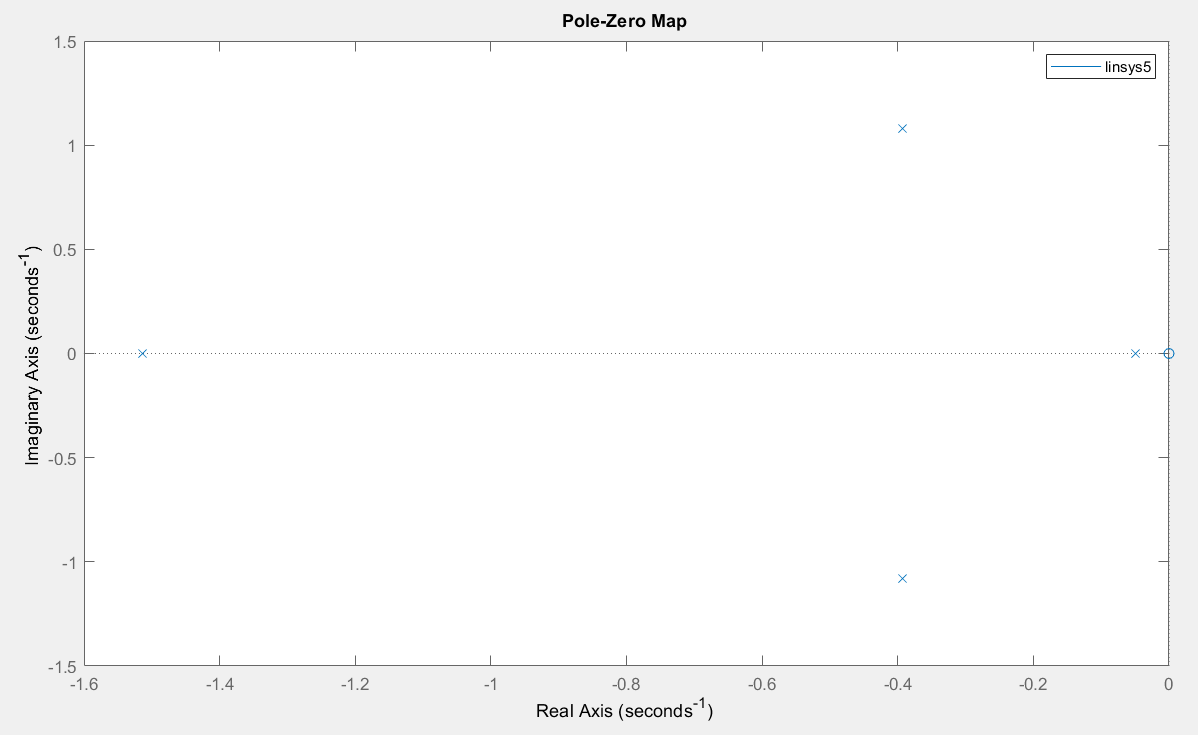 Pole-Zero Map
linsys5
1.5
1
0.5
0
-0.5
-1
-1.5
Imaginary Axis (seconds⁻¹)
-1.6 -1.4 -1.2 -1 -0.8 -0.6 -0.4 -0.2 0
Real Axis (seconds⁻¹)